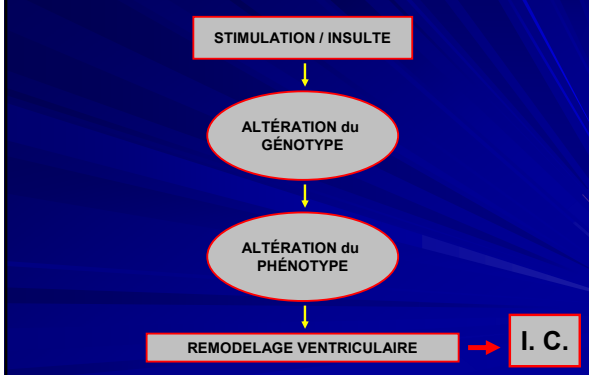 STIMULATION / INSULTE
ALTÉRATION du
GÉNOTYPE
ALTÉRATION du
PHÉNOTYPE
REMODELAGE VENTRICULAIRE
I. C.